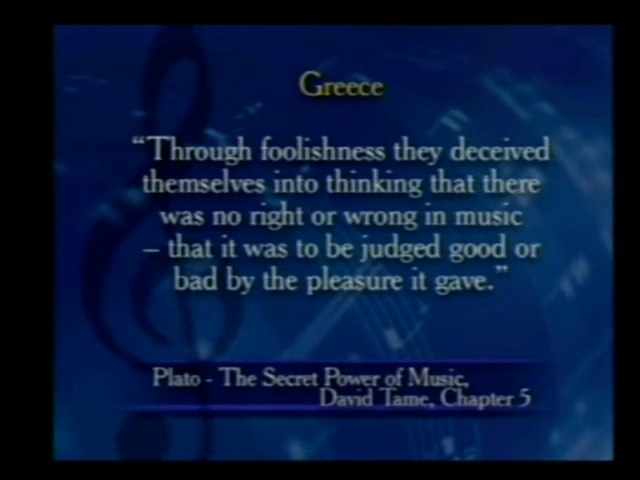 Greece
“Through foolishness they deceived
themselves into thinking that there
was no right or wrong in music
– that it was to be judged good or
bad by the pleasure it gave.”
Plato - The Secret Power of Music,
David Tame, Chapter 5